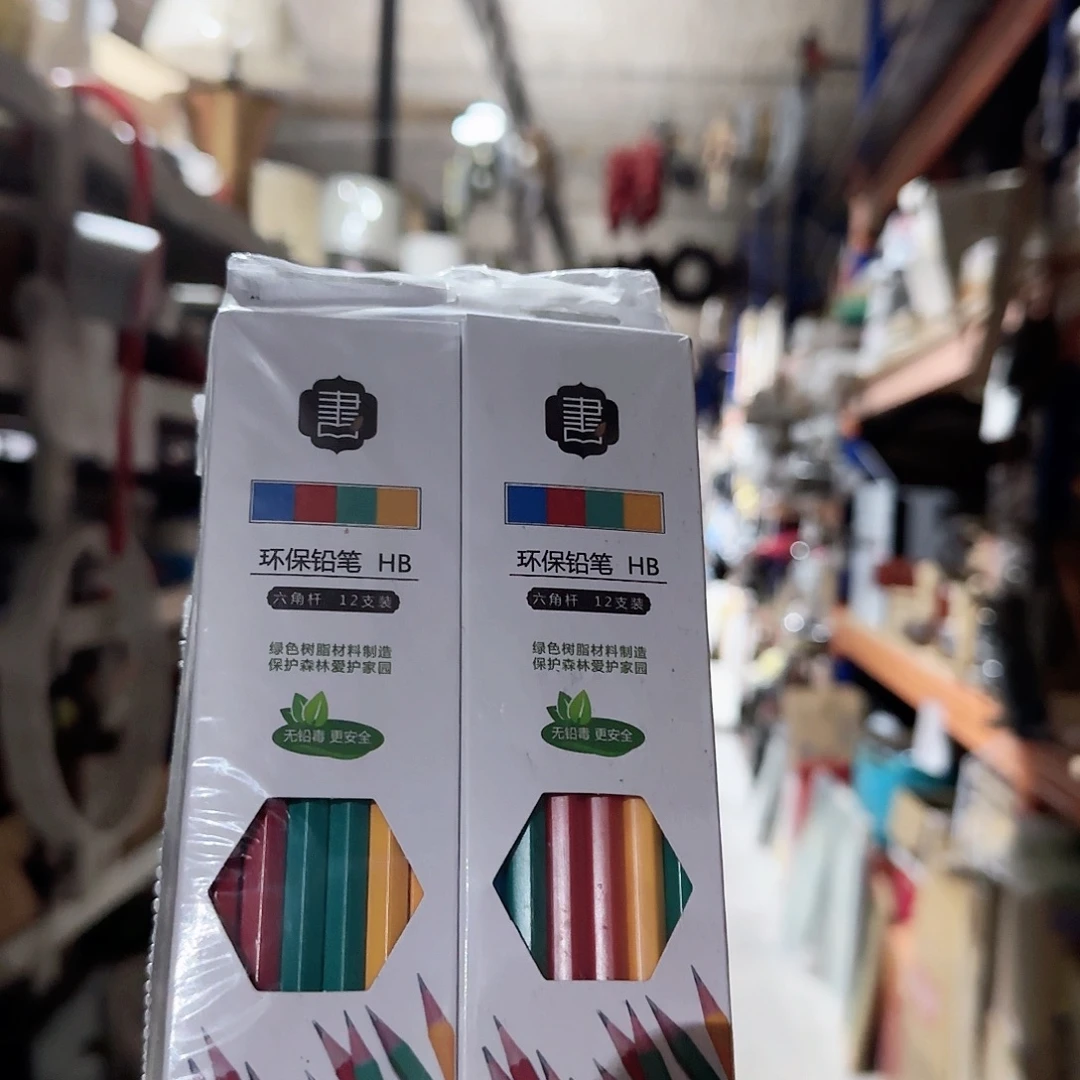 書
环保铅笔 HB
六角杆 12支装
绿色树脂材料制造
保护森林爱护家园
无铅毒 更安全
書
环保铅笔 HB
六角杆 12支装
绿色树脂材料制造
保护森林爱护家园
无铅毒 更安全